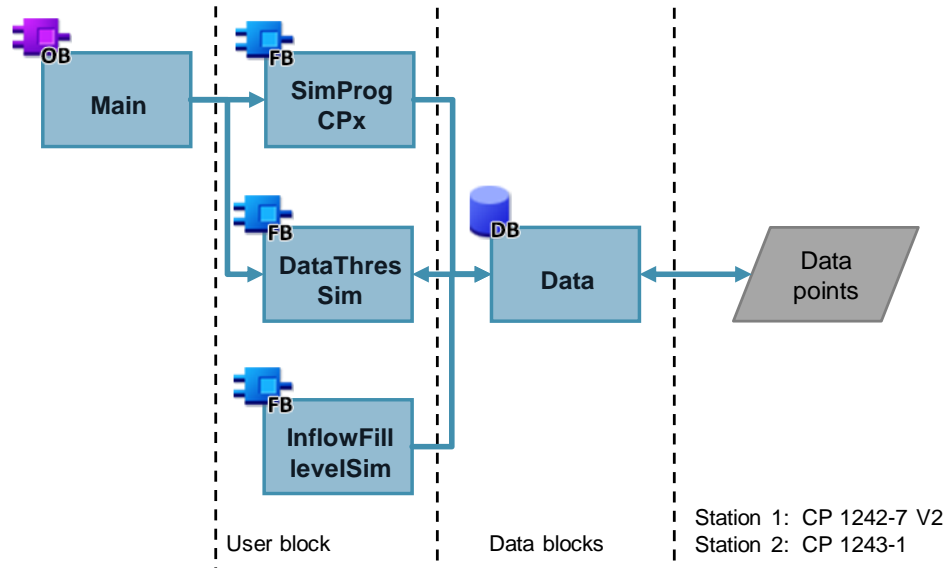 OB
Main
FB
SimProg
CPx
FB
DataThres
Sim
DB
Data
Data
points
FB
InflowFill
levelSim
User block
Data blocks
Station 1: CP 1242-7 V2
Station 2: CP 1243-1